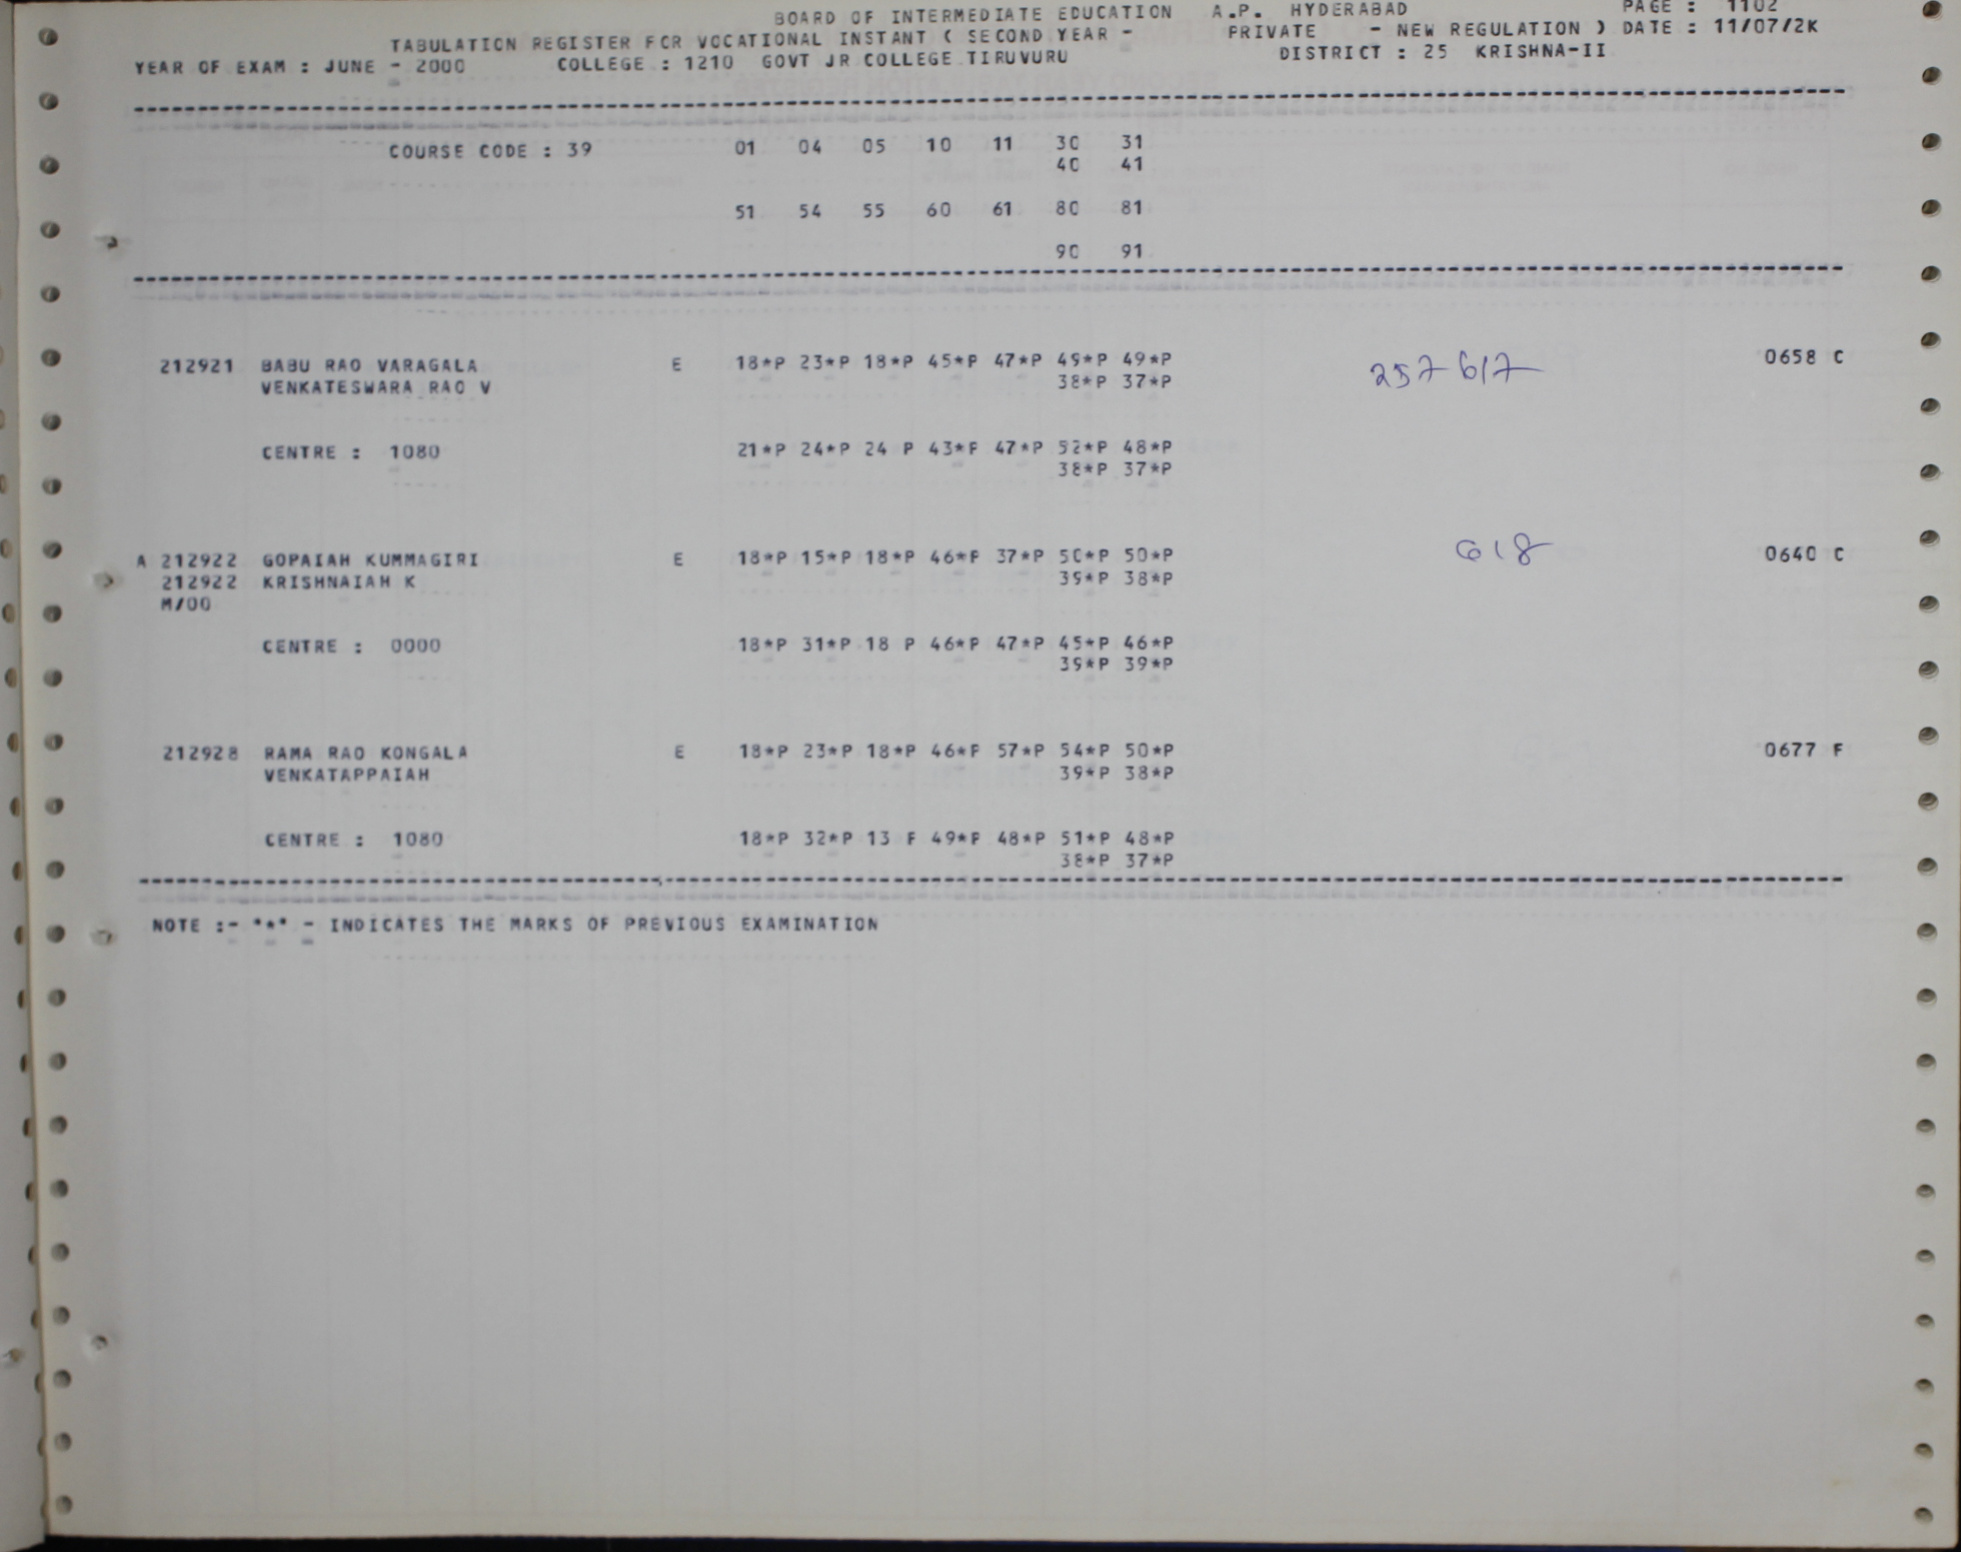 BOARD OF INTERMEDIATE EDUCATION A.P. HYDERABAD PAGE : 1102
TABULATION REGISTER FOR VOCATIONAL INSTANT ( SECOND YEAR - PRIVATE - NEW REGULATION ) DATE : 11/07/2K
YEAR OF EXAM : JUNE - 2000 COLLEGE : 1210 GOVT JR COLLEGE TIRUVURU DISTRICT : 25 KRISHNA-II
COURSE CODE : 39 01 04 05 10 11 30 31
40 41
51 54 55 60 61 80 81
90 91
212921 BABU RAO VARAGALA E 18*P 23*P 18*P 45*P 47*P 49*P 49*P 257617 0658 C
VENKATESWARA RAO V 38*P 37*P
CENTRE : 1080 21*P 24*P 24 P 43*P 47*P 52*P 48*P
38*P 37*P
A 212922 GOPAIAH KUMMAGIRI E 18*P 15*P 18*P 46*P 37*P 50*P 50*P 618 0640 C
212922 KRISHNAIAH K 39*P 38*P
M/00
CENTRE : 0000 18*P 31*P 18 P 46*P 47*P 45*P 46*P
39*P 39*P
212928 RAMA RAO KONGALA E 18*P 23*P 18*P 46*P 57*P 54*P 50*P 0677 F
VENKATAPPAIAH 39*P 38*P
CENTRE : 1080 18*P 32*P 13 F 49*P 48*P 51*P 48*P
38*P 37*P
NOTE :- "*" - INDICATES THE MARKS OF PREVIOUS EXAMINATION